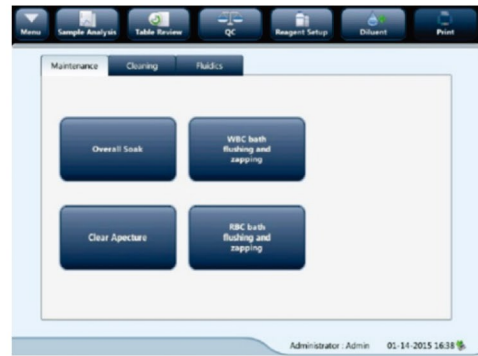 Menu
Sample Analysis
Table Review
QC
Reagent Setup
Diluent
Print
Maintenance
Cleaning
Fluidics
Overall Soak
WBC bath
flushing and
zapping
Clear Apecture
RBC bath
flushing and
zapping
Administrator : Admin
01-14-2015 16:38